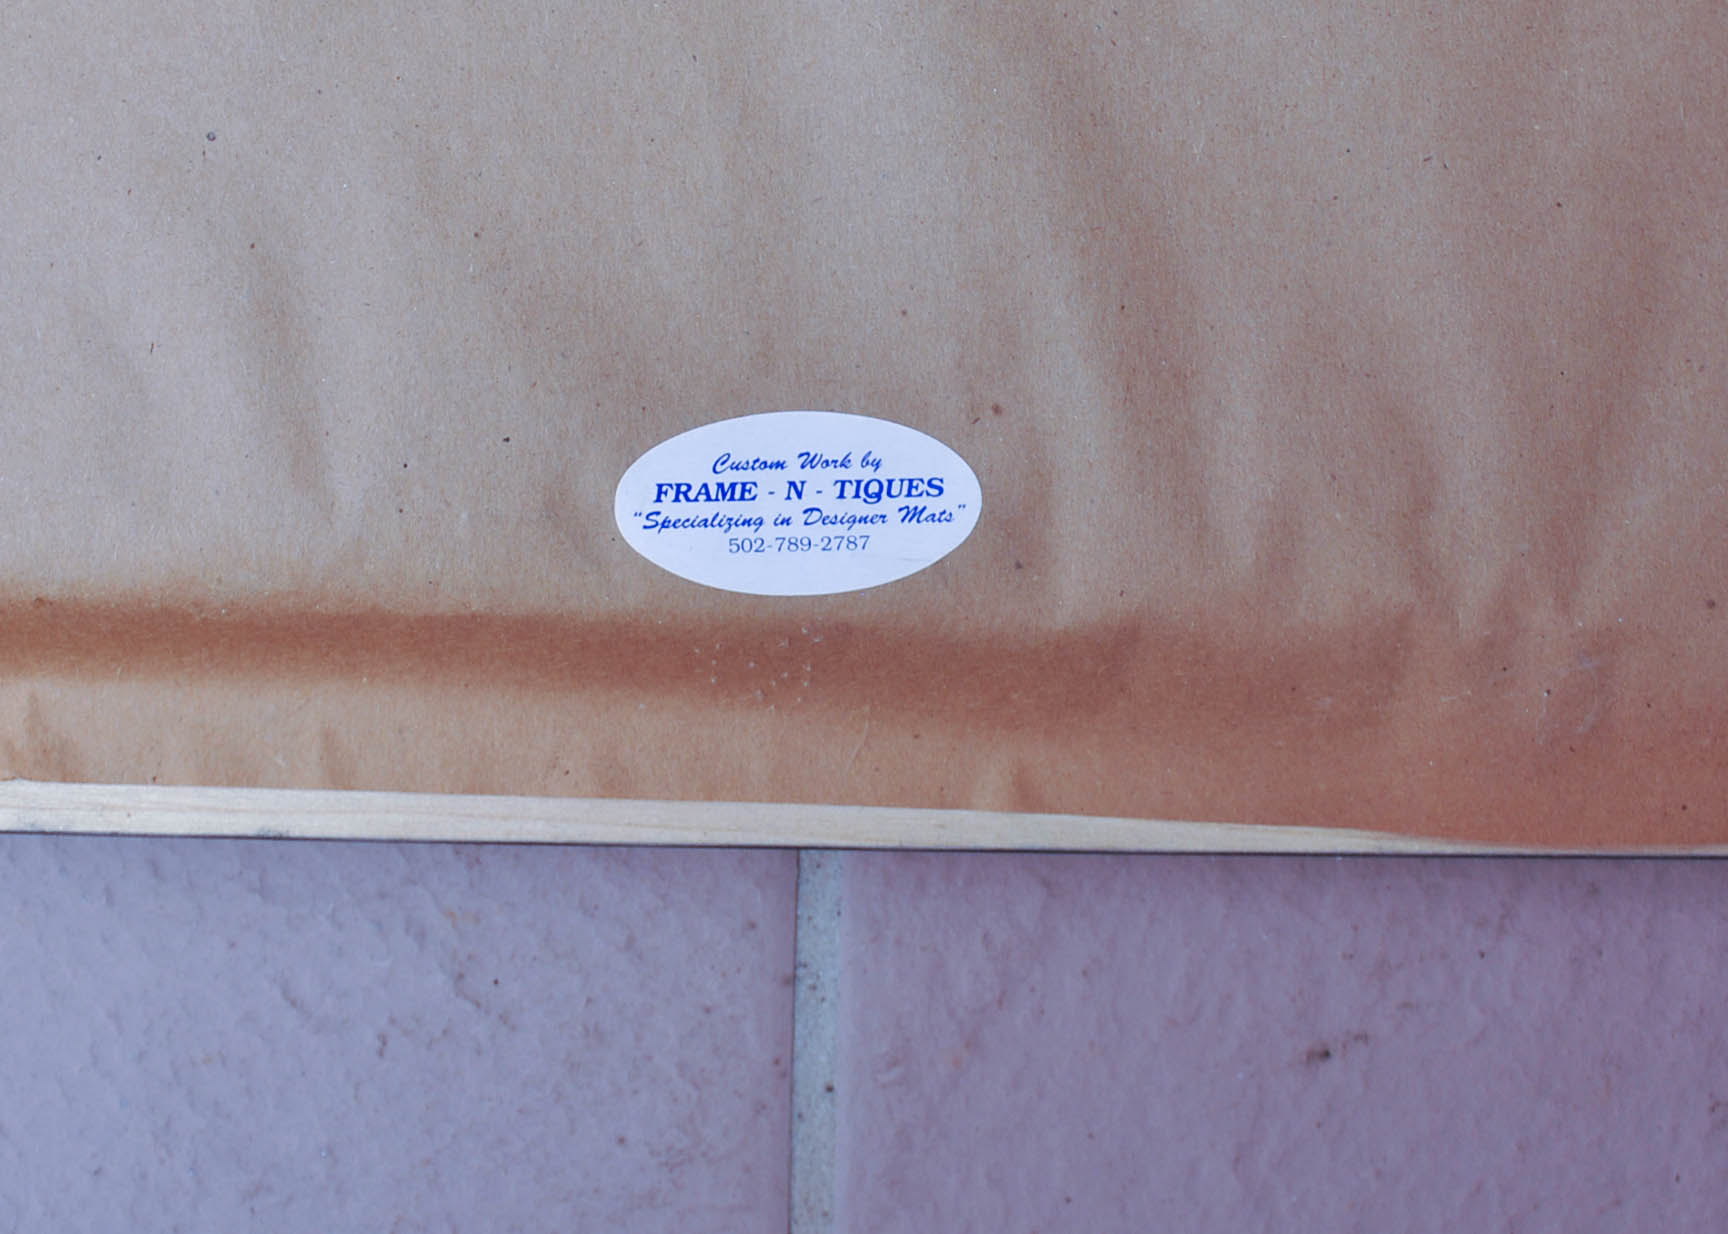 Custom Work by
FRAME - N - TIQUES
"Specializing in Designer Mats"
502-789-2787